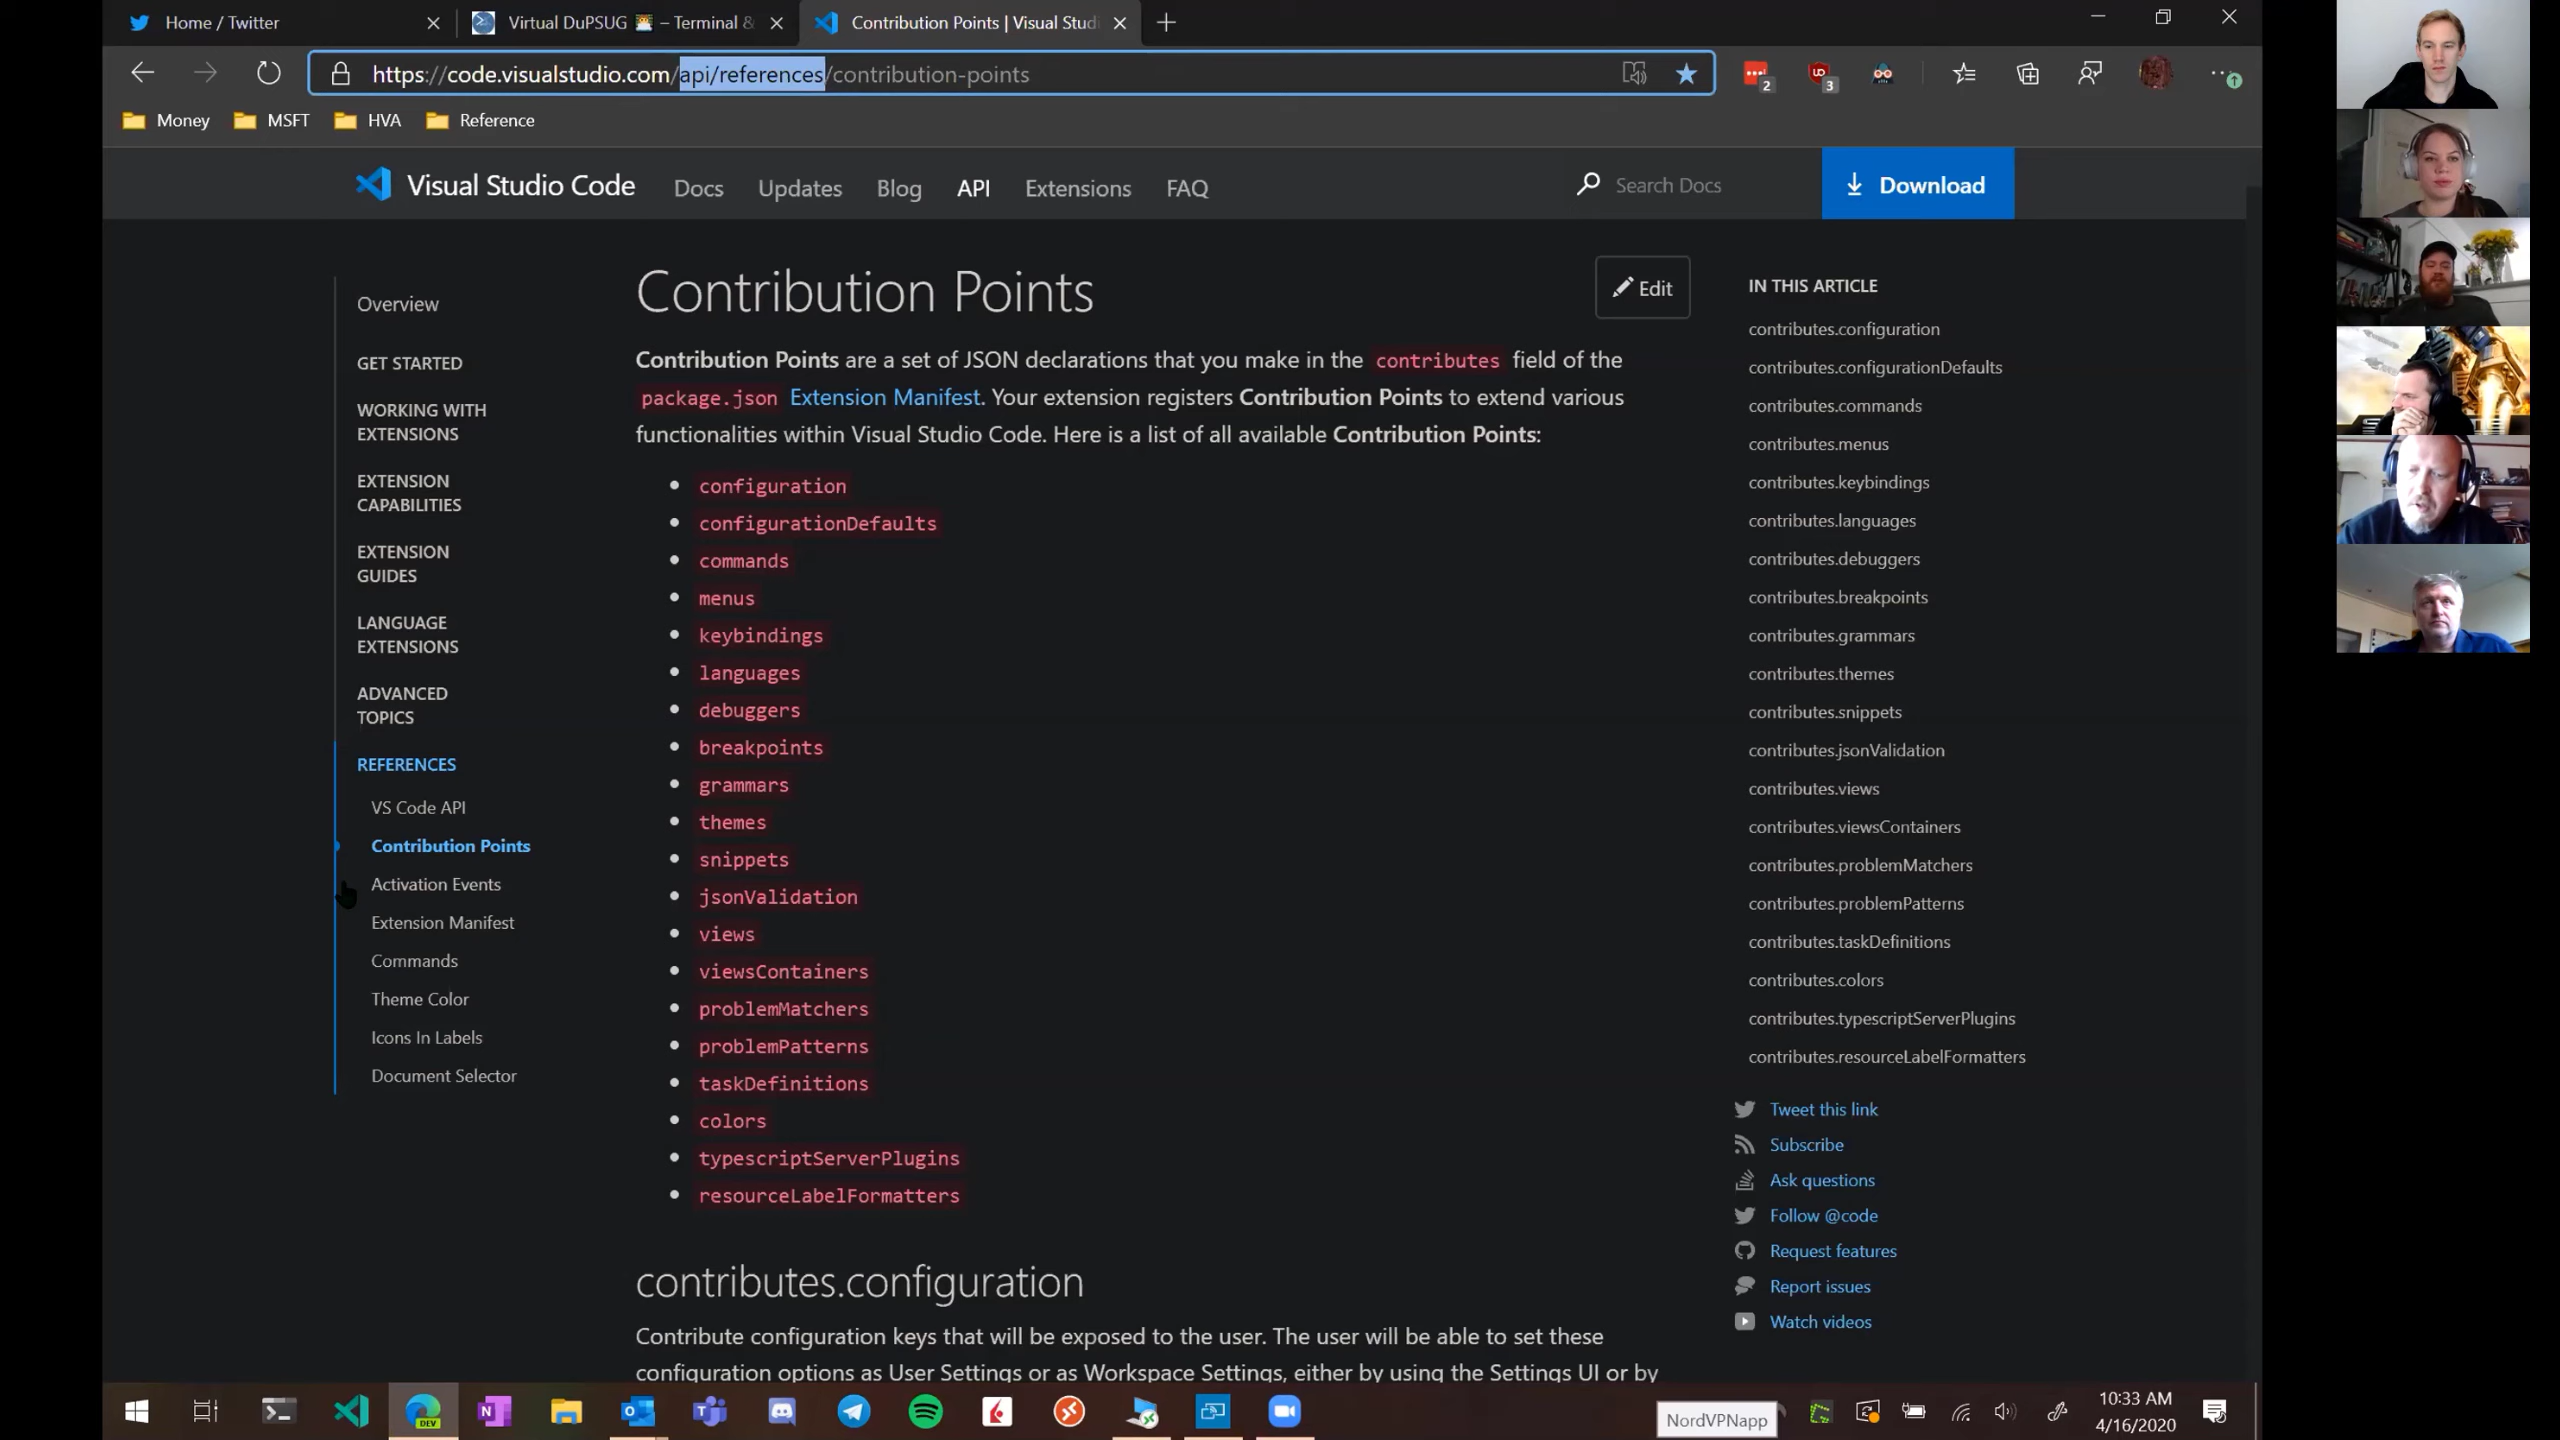 Home / Twitter
Virtual DuPSUG 👨‍💻 – Terminal &
Contribution Points | Visual Studi
https://code.visualstudio.com/api/references/contribution-points
2
3
Money
MSFT
HVA
Reference
Visual Studio Code
Docs
Updates
Blog
API
Extensions
FAQ
Search Docs
Download
Overview
GET STARTED
WORKING WITH
EXTENSIONS
EXTENSION
CAPABILITIES
EXTENSION
GUIDES
LANGUAGE
EXTENSIONS
ADVANCED
TOPICS
REFERENCES
VS Code API
Contribution Points
Activation Events
Extension Manifest
Commands
Theme Color
Icons In Labels
Document Selector
Contribution Points
Edit
Contribution Points are a set of JSON declarations that you make in the contributes field of the
package.json Extension Manifest. Your extension registers Contribution Points to extend various
functionalities within Visual Studio Code. Here is a list of all available Contribution Points:
configuration
configurationDefaults
commands
menus
keybindings
languages
debuggers
breakpoints
grammars
themes
snippets
jsonValidation
views
viewsContainers
problemMatchers
problemPatterns
taskDefinitions
colors
typescriptServerPlugins
resourceLabelFormatters
contributes.configuration
Contribute configuration keys that will be exposed to the user. The user will be able to set these
configuration options as User Settings or as Workspace Settings, either by using the Settings UI or by
IN THIS ARTICLE
contributes.configuration
contributes.configurationDefaults
contributes.commands
contributes.menus
contributes.keybindings
contributes.languages
contributes.debuggers
contributes.breakpoints
contributes.grammars
contributes.themes
contributes.snippets
contributes.jsonValidation
contributes.views
contributes.viewsContainers
contributes.problemMatchers
contributes.problemPatterns
contributes.taskDefinitions
contributes.colors
contributes.typescriptServerPlugins
contributes.resourceLabelFormatters
Tweet this link
Subscribe
Ask questions
Follow @code
Request features
Report issues
Watch videos
DEV
NordVPNapp
10:33 AM
4/16/2020